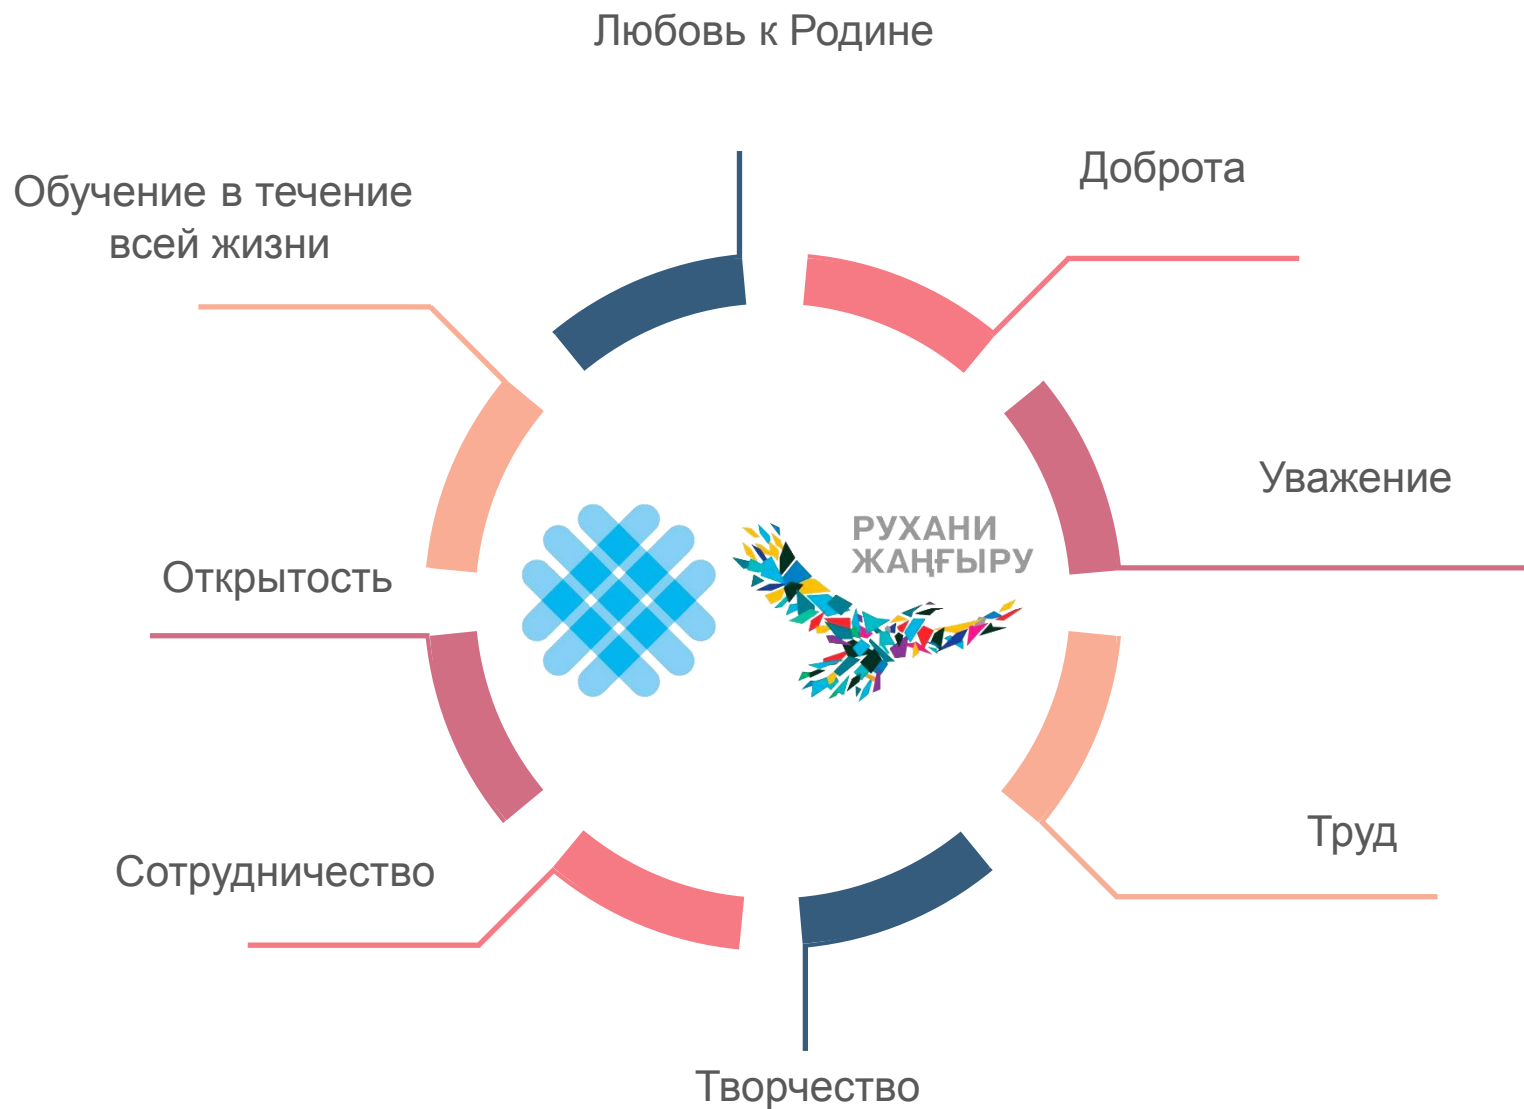 Любовь к Родине
Доброта
Обучение в течение
всей жизни
Уважение
РУХАНИ
ЖАҢҒЫРУ
Открытость
Труд
Сотрудничество
Творчество